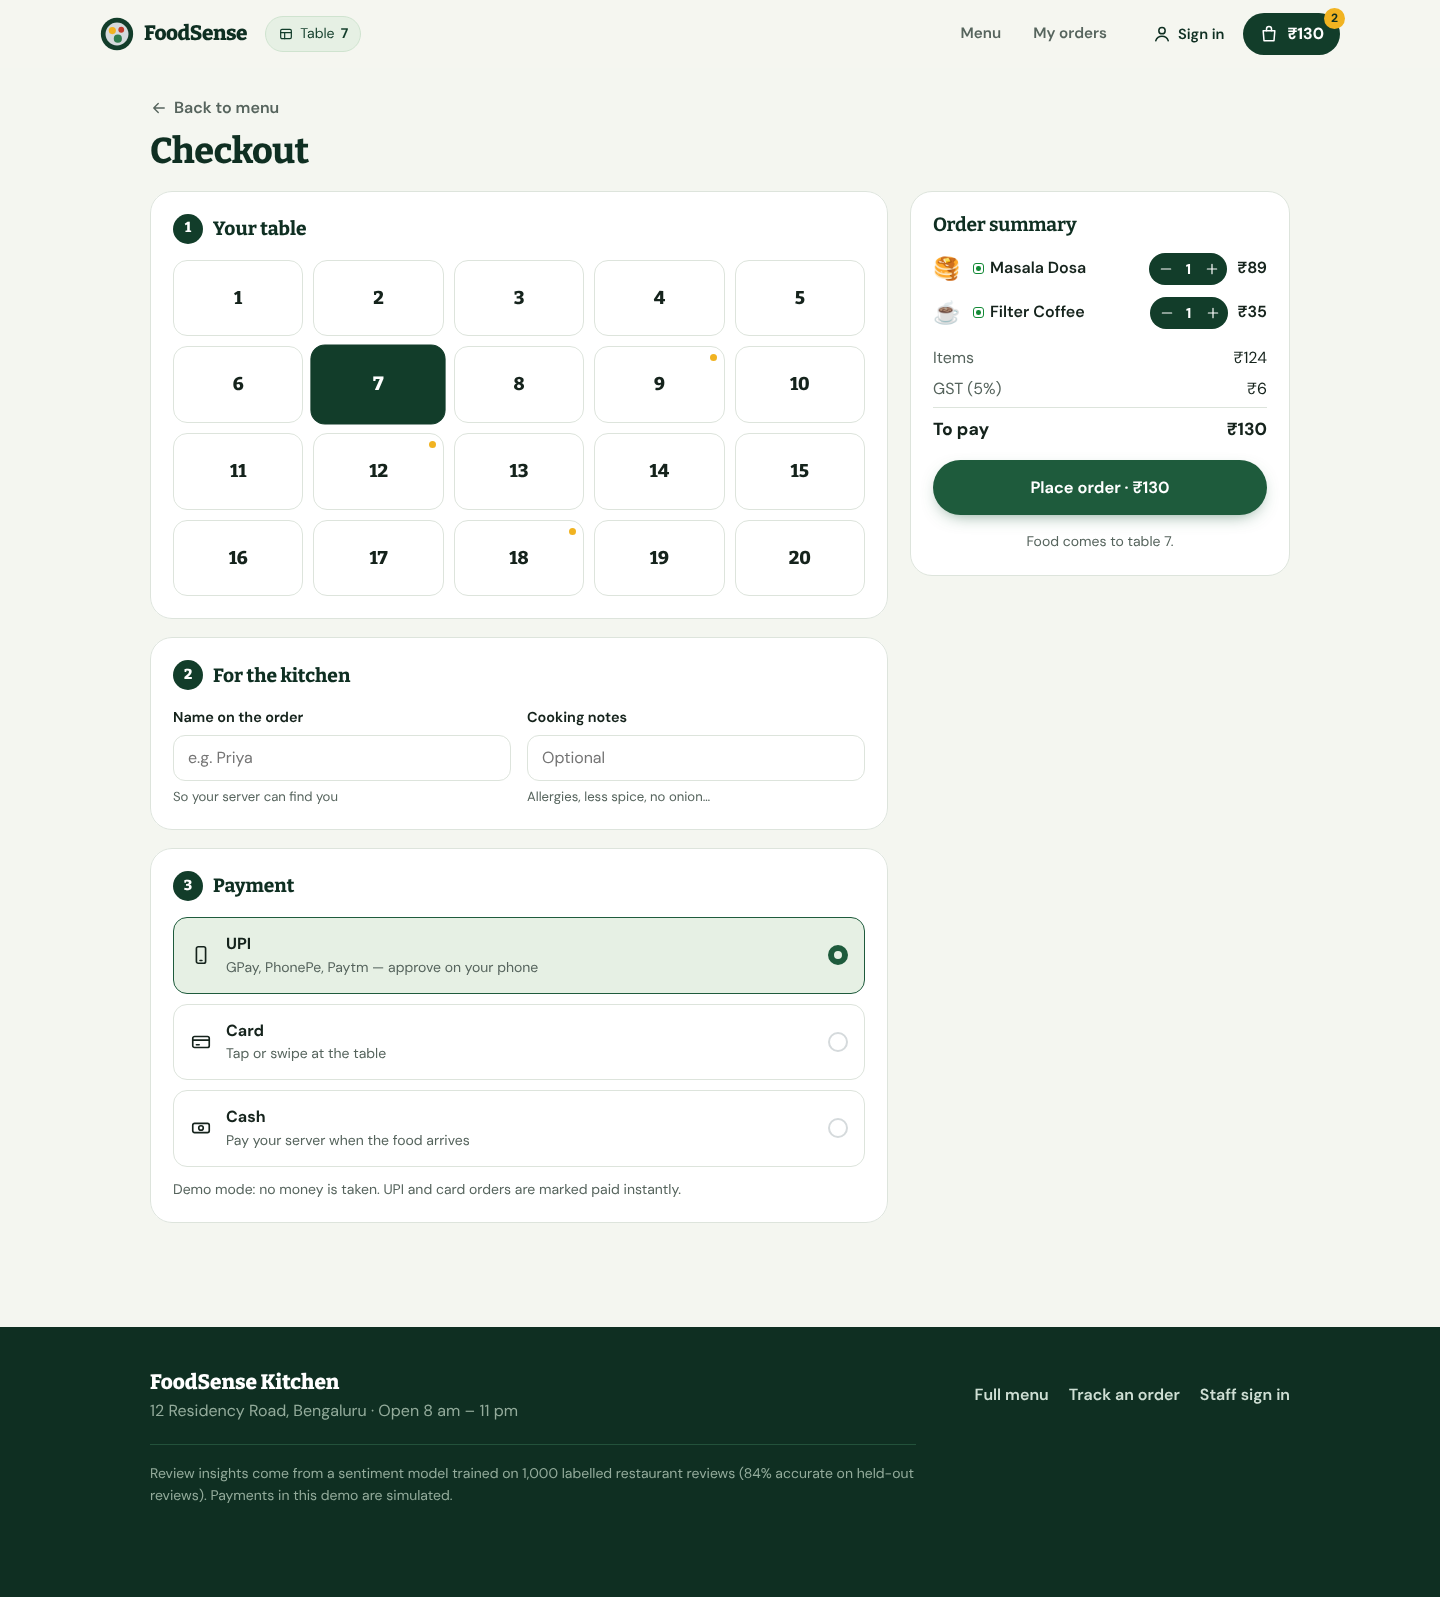 FoodSense
Table 7
Menu
My orders
Sign in
₹130
2
Back to menu
Checkout
1 Your table
1 2 3 4 5
6 7 8 9 10
11 12 13 14 15
16 17 18 19 20
2 For the kitchen
Name on the order
e.g. Priya
So your server can find you
Cooking notes
Optional
Allergies, less spice, no onion...
3 Payment
UPI
GPay, PhonePe, Paytm — approve on your phone
Card
Tap or swipe at the table
Cash
Pay your server when the food arrives
Demo mode: no money is taken. UPI and card orders are marked paid instantly.
Order summary
Masala Dosa − 1 + ₹89
Filter Coffee − 1 + ₹35
Items ₹124
GST (5%) ₹6
To pay ₹130
Place order · ₹130
Food comes to table 7.
FoodSense Kitchen
12 Residency Road, Bengaluru · Open 8 am – 11 pm
Full menu Track an order Staff sign in
Review insights come from a sentiment model trained on 1,000 labelled restaurant reviews (84% accurate on held-out
reviews). Payments in this demo are simulated.